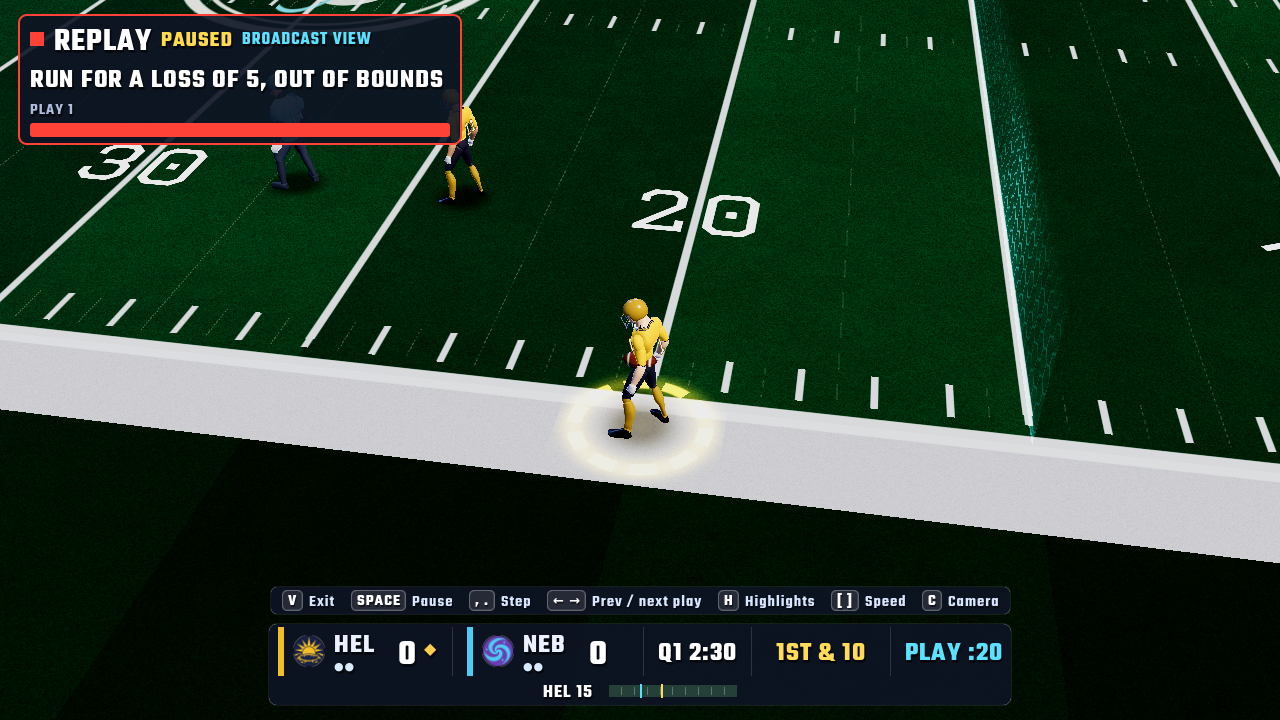 REPLAY PAUSED BROADCAST VIEW
RUN FOR A LOSS OF 5, OUT OF BOUNDS
PLAY 1
30
20
V Exit SPACE Pause , . Step ← → Prev / next play H Highlights [ ] Speed C Camera
HEL 0 NEB 0 Q1 2:30 1ST & 10 PLAY :20
HEL 15